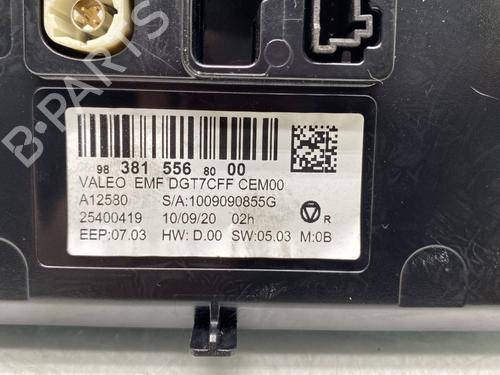 98 381 556 80 00
VALEO EMF DGT7CFF CEM00
A12580 S/A:1009090855G
25400419 10/09/20 02h
EEP:07.03 HW: D.00 SW:05.03 M:0B
R
B-PARTS